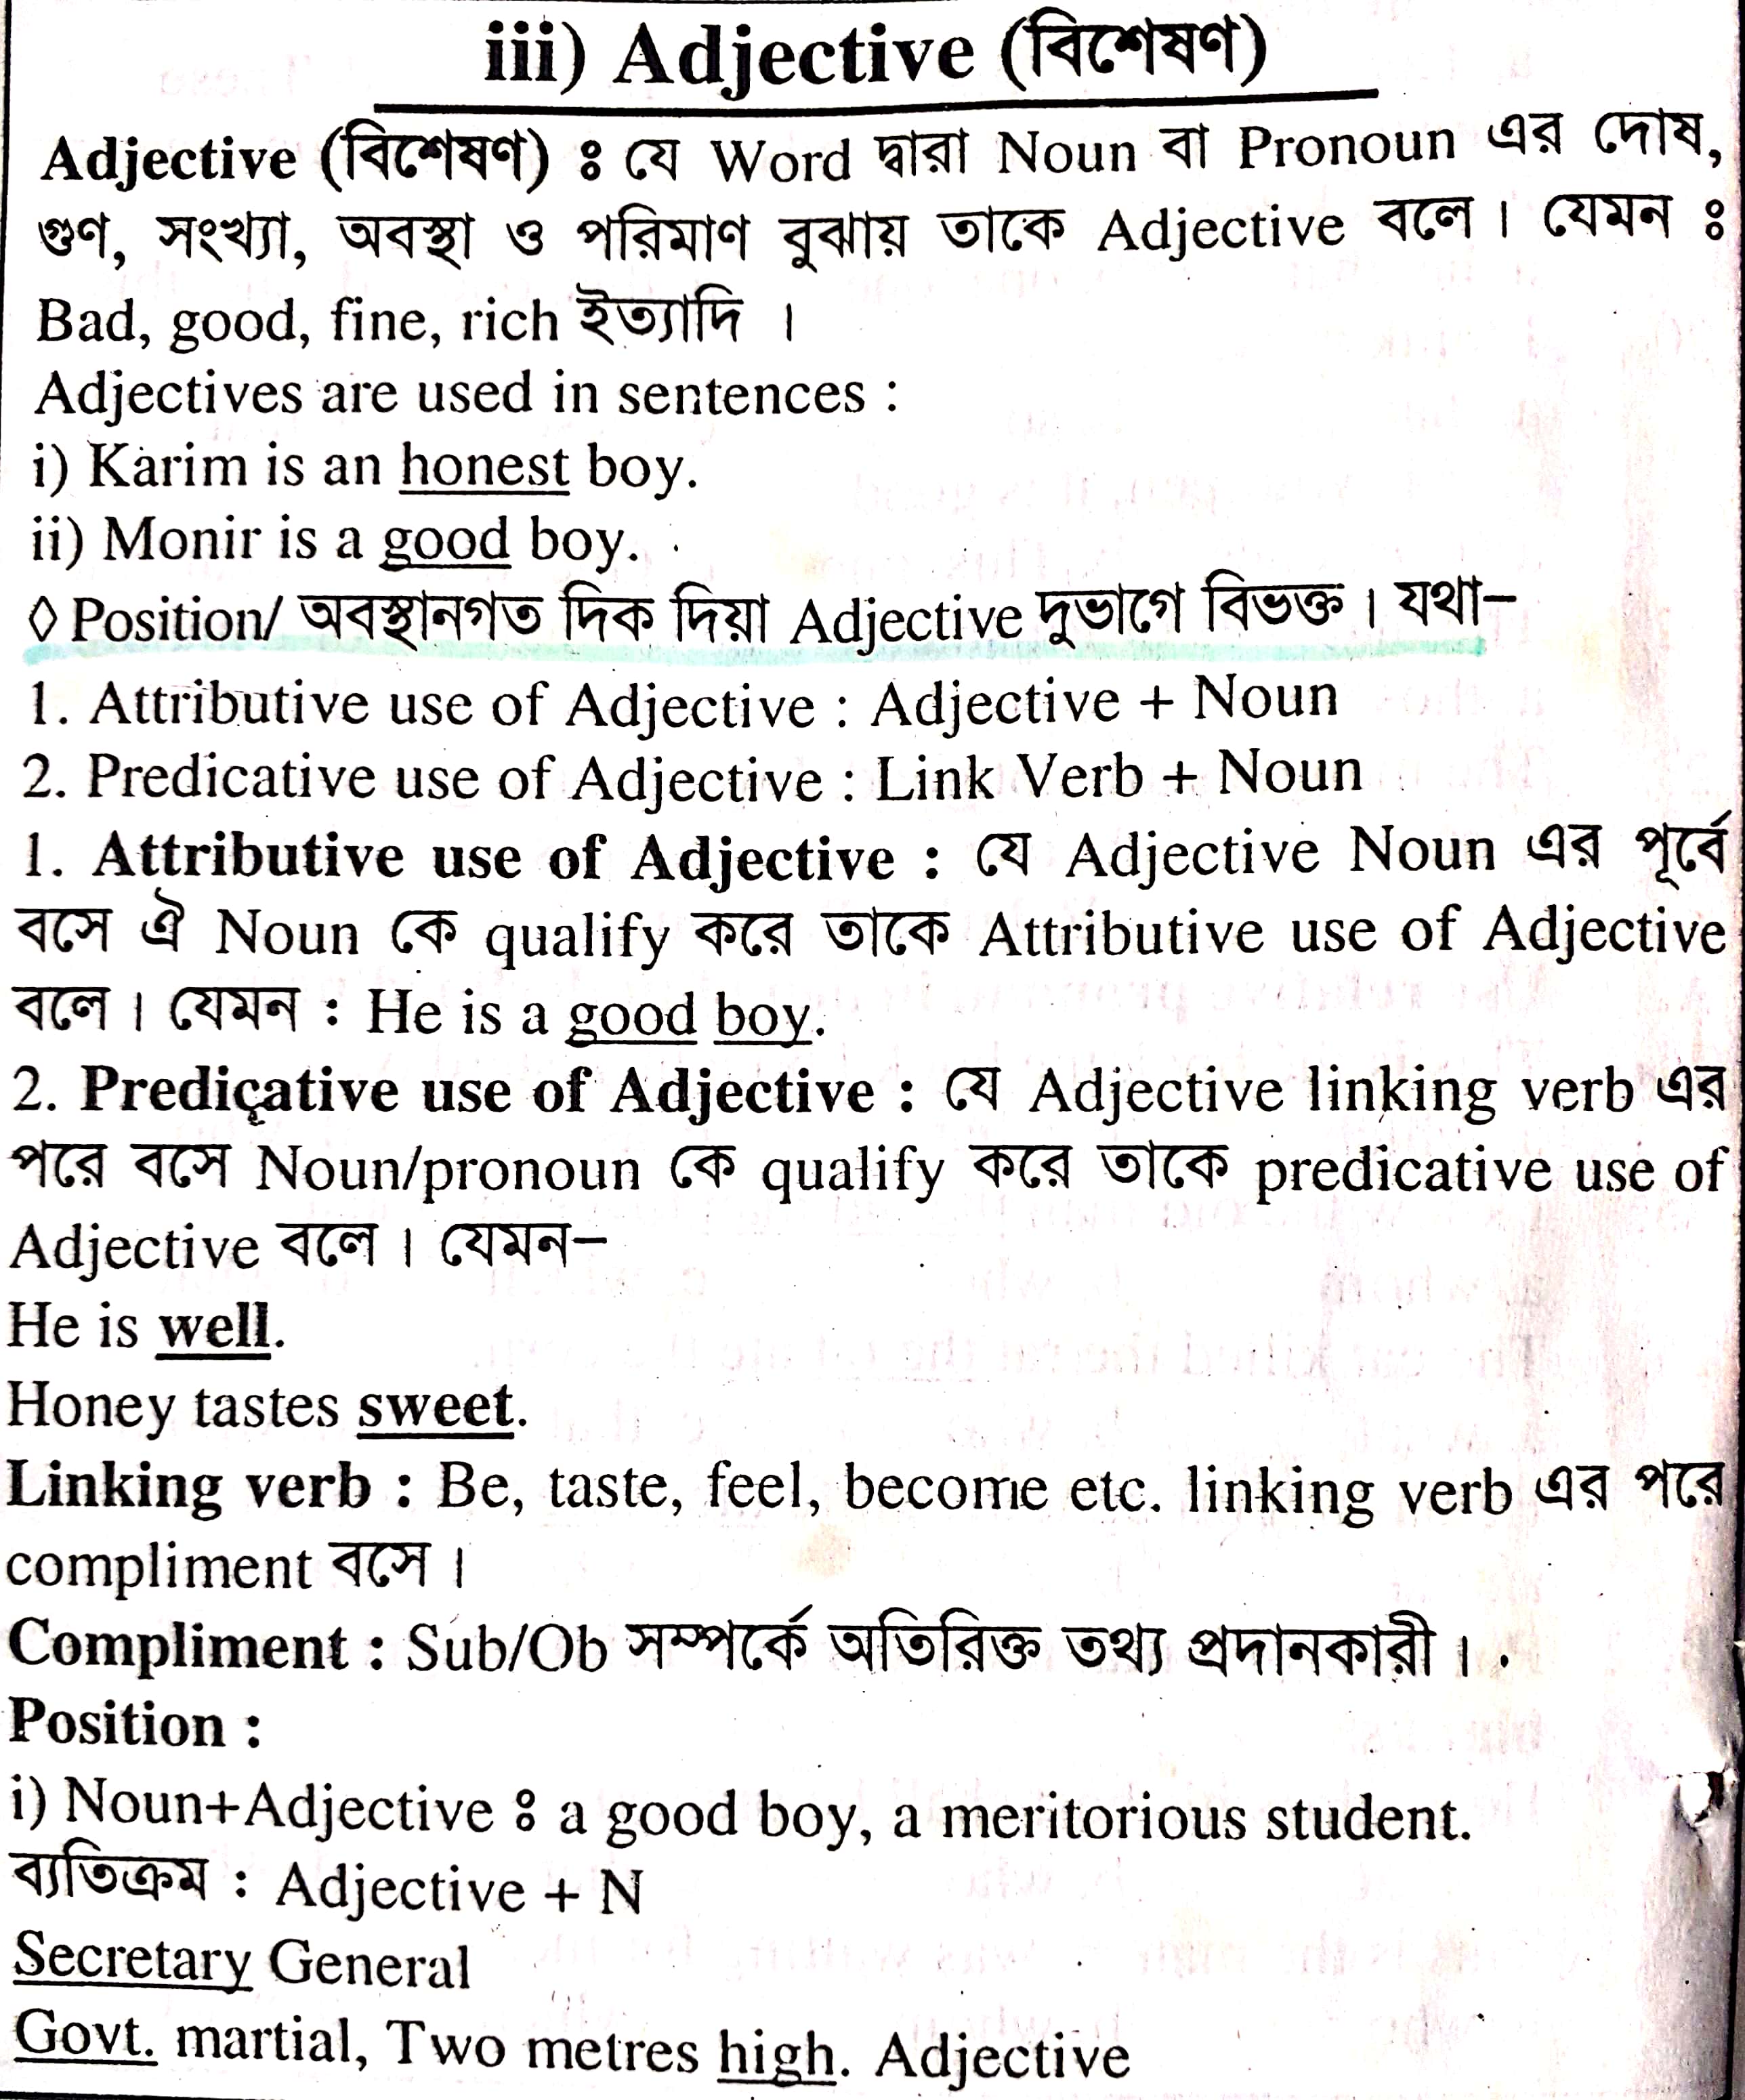 iii) Adjective (বিশেষণ)
Adjective (বিশেষণ) ঃ যে Word দ্বারা Noun বা Pronoun এর দোষ,
গুণ, সংখ্যা, অবস্থা ও পরিমাণ বুঝায় তাকে Adjective বলে। যেমন ঃ
Bad, good, fine, rich ইত্যাদি ।
Adjectives are used in sentences :
i) Karim is an honest boy.
ii) Monir is a good boy.
◊ Position/ অবস্থানগত দিক দিয়া Adjective দুভাগে বিভক্ত। যথা–
1. Attributive use of Adjective : Adjective + Noun
2. Predicative use of Adjective : Link Verb + Noun
1. Attributive use of Adjective : যে Adjective Noun এর পূর্বে
বসে ঐ Noun কে qualify করে তাকে Attributive use of Adjective
বলে। যেমন : He is a good boy.
2. Predicative use of Adjective : যে Adjective linking verb এর
পরে বসে Noun/pronoun কে qualify করে তাকে predicative use of
Adjective বলে। যেমন–
He is well.
Honey tastes sweet.
Linking verb : Be, taste, feel, become etc. linking verb এর পরে
compliment বসে।
Compliment : Sub/Ob সম্পর্কে অতিরিক্ত তথ্য প্রদানকারী।
Position :
i) Noun+Adjective ঃ a good boy, a meritorious student.
ব্যতিক্রম : Adjective + N
Secretary General
Govt. martial, Two metres high. Adjective